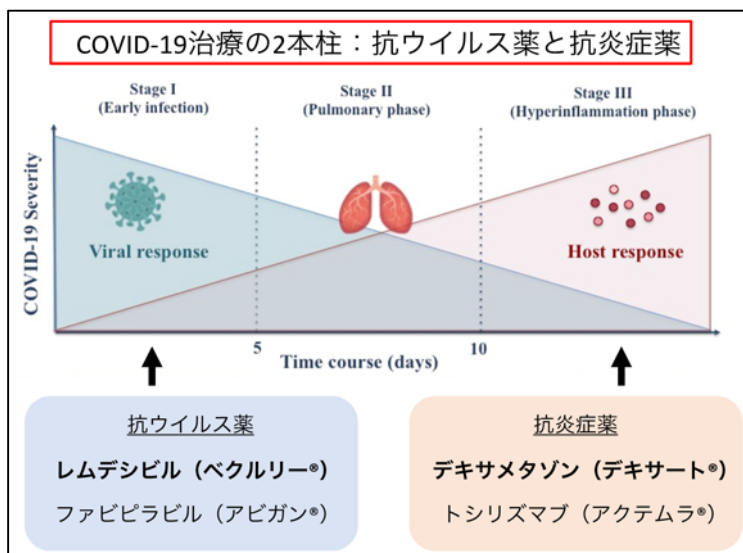 COVID-19治療の2本柱：抗ウイルス薬と抗炎症薬
Stage I
(Early infection)
Stage II
(Pulmonary phase)
Stage III
(Hyperinflammation phase)
COVID-19 Severity
Viral response
Host response
5
10
Time course (days)
抗ウイルス薬
レムデシビル（ベクルリー®）
ファビピラビル（アビガン®）
抗炎症薬
デキサメタゾン（デキサート®）
トシリズマブ（アクテムラ®）